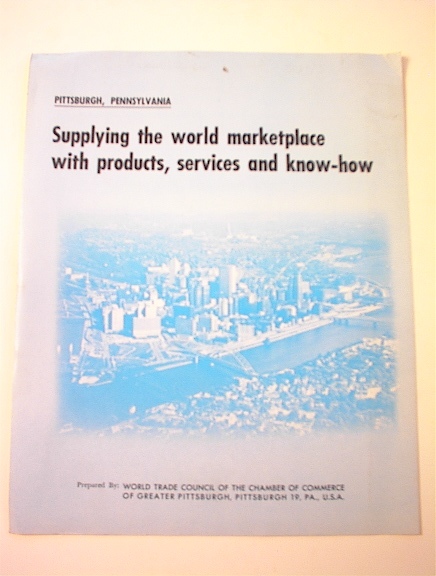 PITTSBURGH, PENNSYLVANIA
Supplying the world marketplace
with products, services and know-how
Prepared By: WORLD TRADE COUNCIL OF THE CHAMBER OF COMMERCE
OF GREATER PITTSBURGH, PITTSBURGH 19, PA., U.S.A.